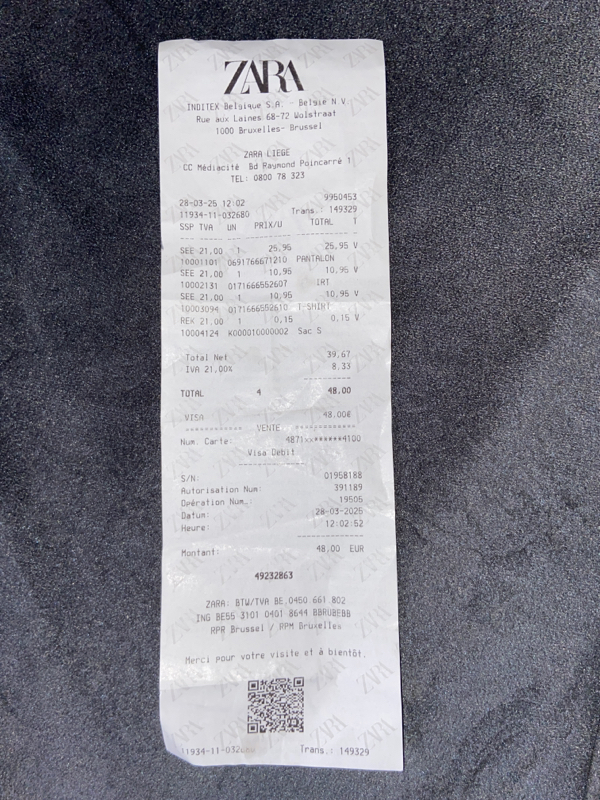 ZARA
INDITEX Belgique S.A. - Belgïe N.V.
Rue aux Laines 68-72 Wolstraat
1000 Bruxelles- Brussel
ZARA LIEGE
CC Médiacité Bd Raymond Poincarré 1
TEL: 0800 78 323
28-03-25 12:02 9950453
11934-11-032680 Trans.: 149329
SSP TVA UN PRIX/U TOTAL T
SEE 21,00 1 25,95 25,95 V
10001101 0691766671210 PANTALON
SEE 21,00 1 10,95 10,95 V
10002131 0171666552607 IRT
SEE 21,00 1 10,95 10,95 V
10003094 0171666552610 T-SHIRT
REK 21,00 1 0,15 0,15 V
10004124 K000010000002 Sac S
Total Net 39,67
IVA 21,00% 8,33
TOTAL 4 48,00
VISA 48,00€
VENTE
Num. Carte: 4871********4100
Visa Debit
S/N: 01958188
Autorisation Num: 391189
Opération Num.: 19505
Datum: 28-03-2025
Heure: 12:02:52
Montant: 48,00 EUR
49232863
ZARA: BTW/TVA BE.0450.661.802
ING BE55 3101 0401 8644 BBRUBEBB
RPR Brussel / RPM Bruxelles
Merci pour votre visite et à bientôt.
Trans.: 149329